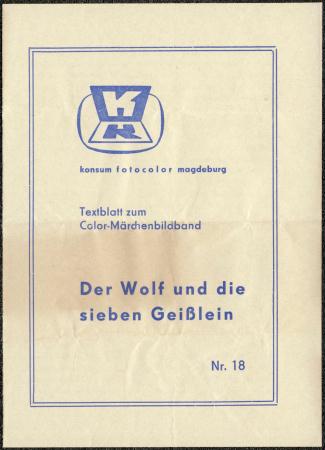 K
K
konsum fotocolor magdeburg
Textblatt zum
Color-Märchenbildband
Der Wolf und die
sieben Geißlein
Nr. 18